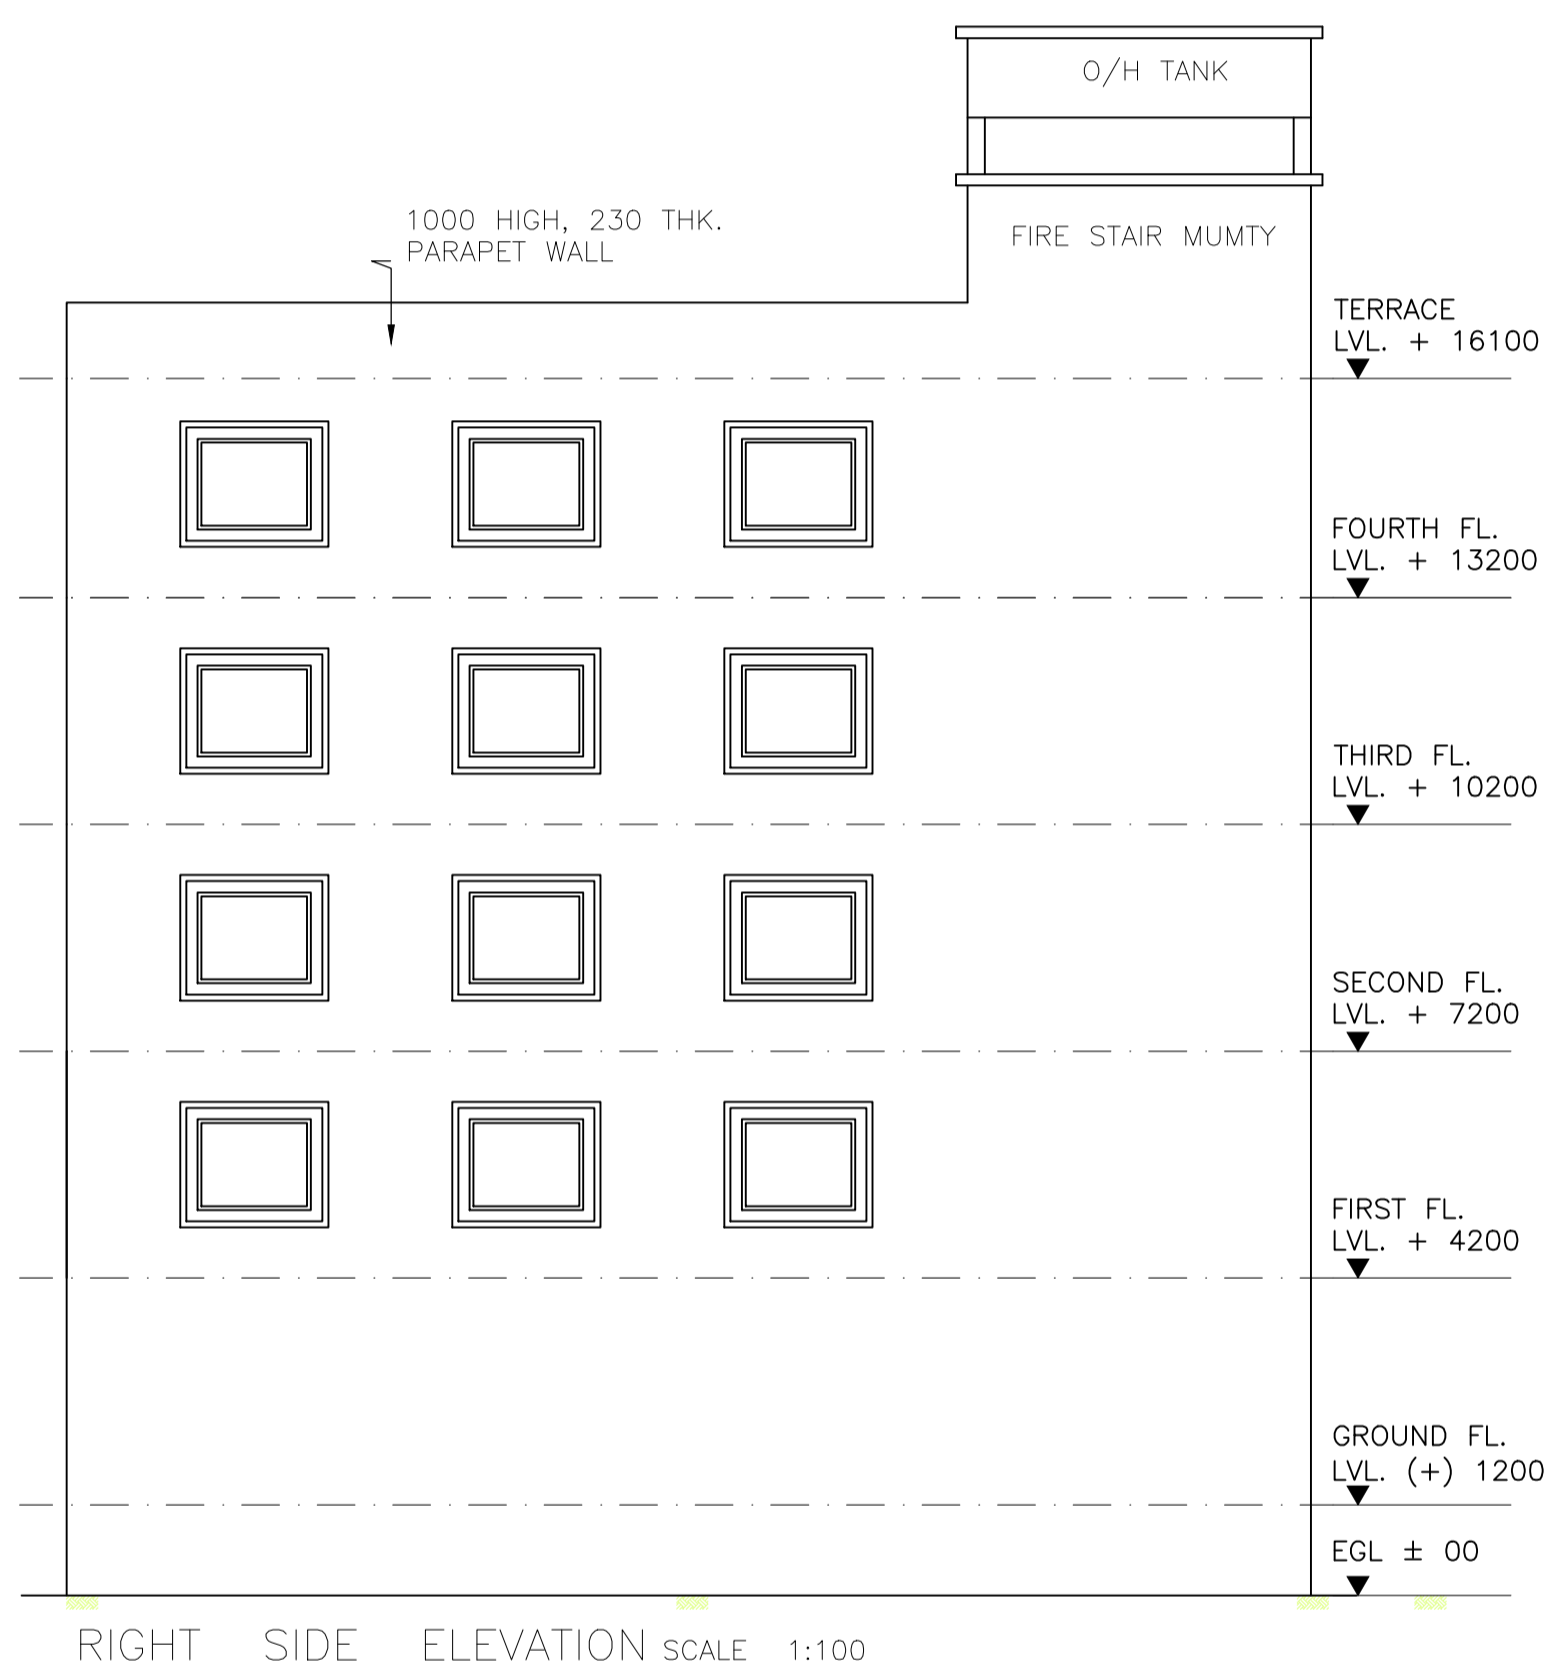 O/H TANK
1000 HIGH, 230 THK.
PARAPET WALL
FIRE STAIR MUMTY
TERRACE
LVL. + 16100
FOURTH FL.
LVL. + 13200
THIRD FL.
LVL. + 10200
SECOND FL.
LVL. + 7200
FIRST FL.
LVL. + 4200
GROUND FL.
LVL. (+) 1200
EGL ± 00
RIGHT SIDE ELEVATION SCALE 1:100